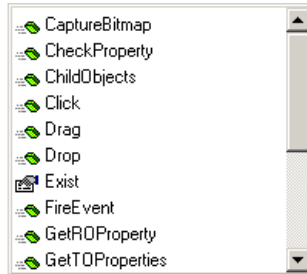 CaptureBitmap
CheckProperty
ChildObjects
Click
Drag
Drop
Exist
FireEvent
GetROProperty
GetTOProperties